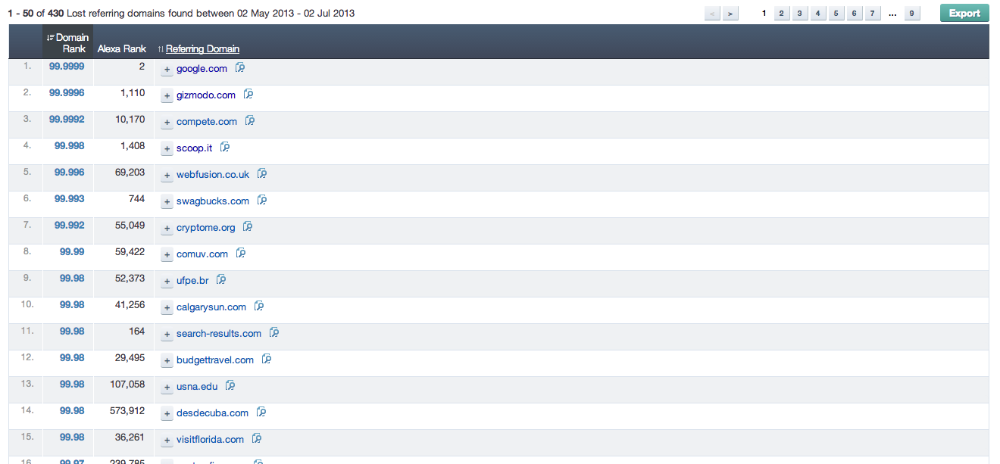 1 - 50 of 430 Lost referring domains found between 02 May 2013 - 02 Jul 2013
< > 1 2 3 4 5 6 7 ... 9 Export
Domain Rank Alexa Rank Referring Domain
1. 99.9999 2 + google.com
2. 99.9996 1,110 + gizmodo.com
3. 99.9992 10,170 + compete.com
4. 99.998 1,408 + scoop.it
5. 99.996 69,203 + webfusion.co.uk
6. 99.993 744 + swagbucks.com
7. 99.992 55,049 + cryptome.org
8. 99.99 59,422 + comuv.com
9. 99.98 52,373 + ufpe.br
10. 99.98 41,256 + calgarysun.com
11. 99.98 164 + search-results.com
12. 99.98 29,495 + budgettravel.com
13. 99.98 107,058 + usna.edu
14. 99.98 573,912 + desdecuba.com
15. 99.98 36,261 + visitflorida.com
16. 99.97 239,785